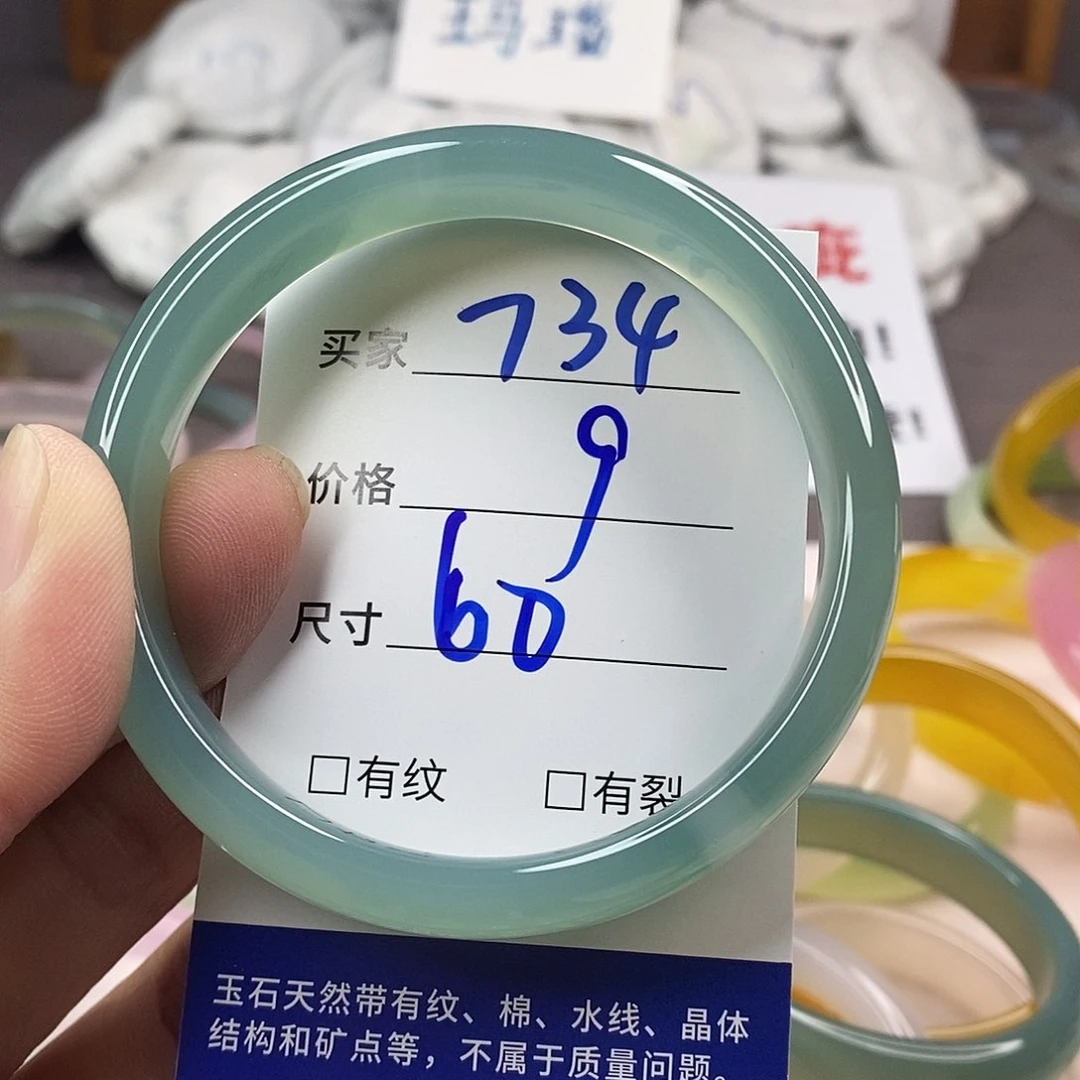 玛瑙
买家 734
价格 9
尺寸 60
□有纹 □有裂
玉石天然带有纹、棉、水线、晶体
结构和矿点等，不属于质量问题。